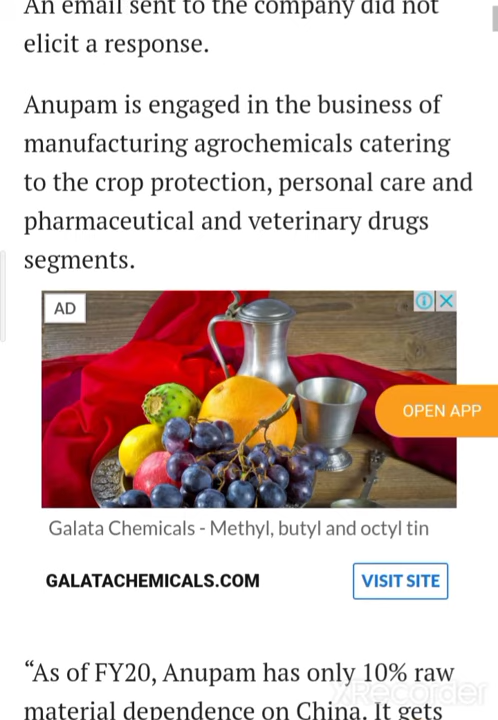 An email sent to the company did not
elicit a response.
Anupam is engaged in the business of
manufacturing agrochemicals catering
to the crop protection, personal care and
pharmaceutical and veterinary drugs
segments.
AD
OPEN APP
Galata Chemicals - Methyl, butyl and octyl tin
GALATACHEMICALS.COM
VISIT SITE
“As of FY20, Anupam has only 10% raw
material dependence on China. It gets
XRecorder